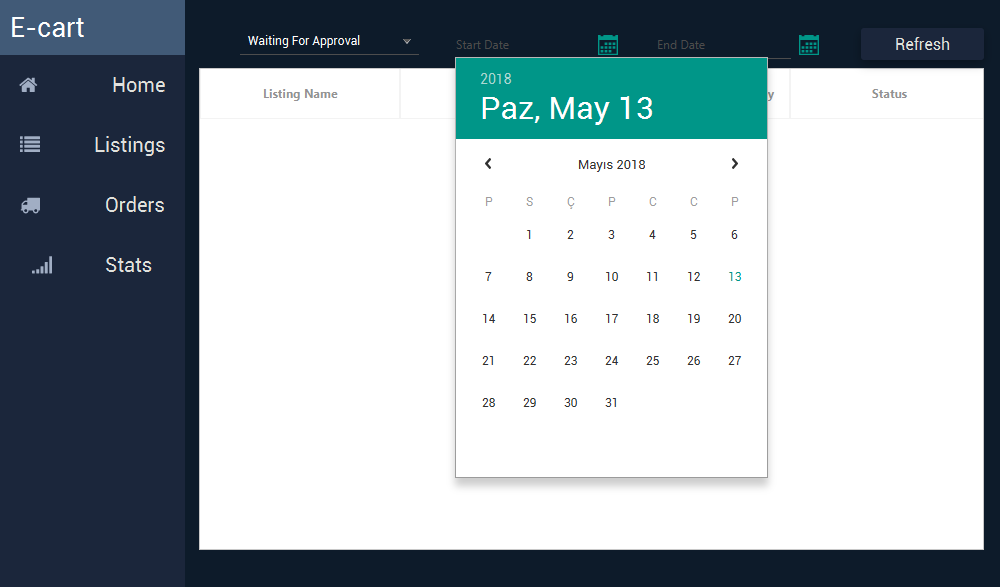 E-cart
Home
Listings
Orders
Stats
Waiting For Approval
Start Date
End Date
Refresh
Listing Name
y
Status
2018
Paz, May 13
Mayıs 2018
P S Ç P C C P
1 2 3 4 5 6
7 8 9 10 11 12 13
14 15 16 17 18 19 20
21 22 23 24 25 26 27
28 29 30 31